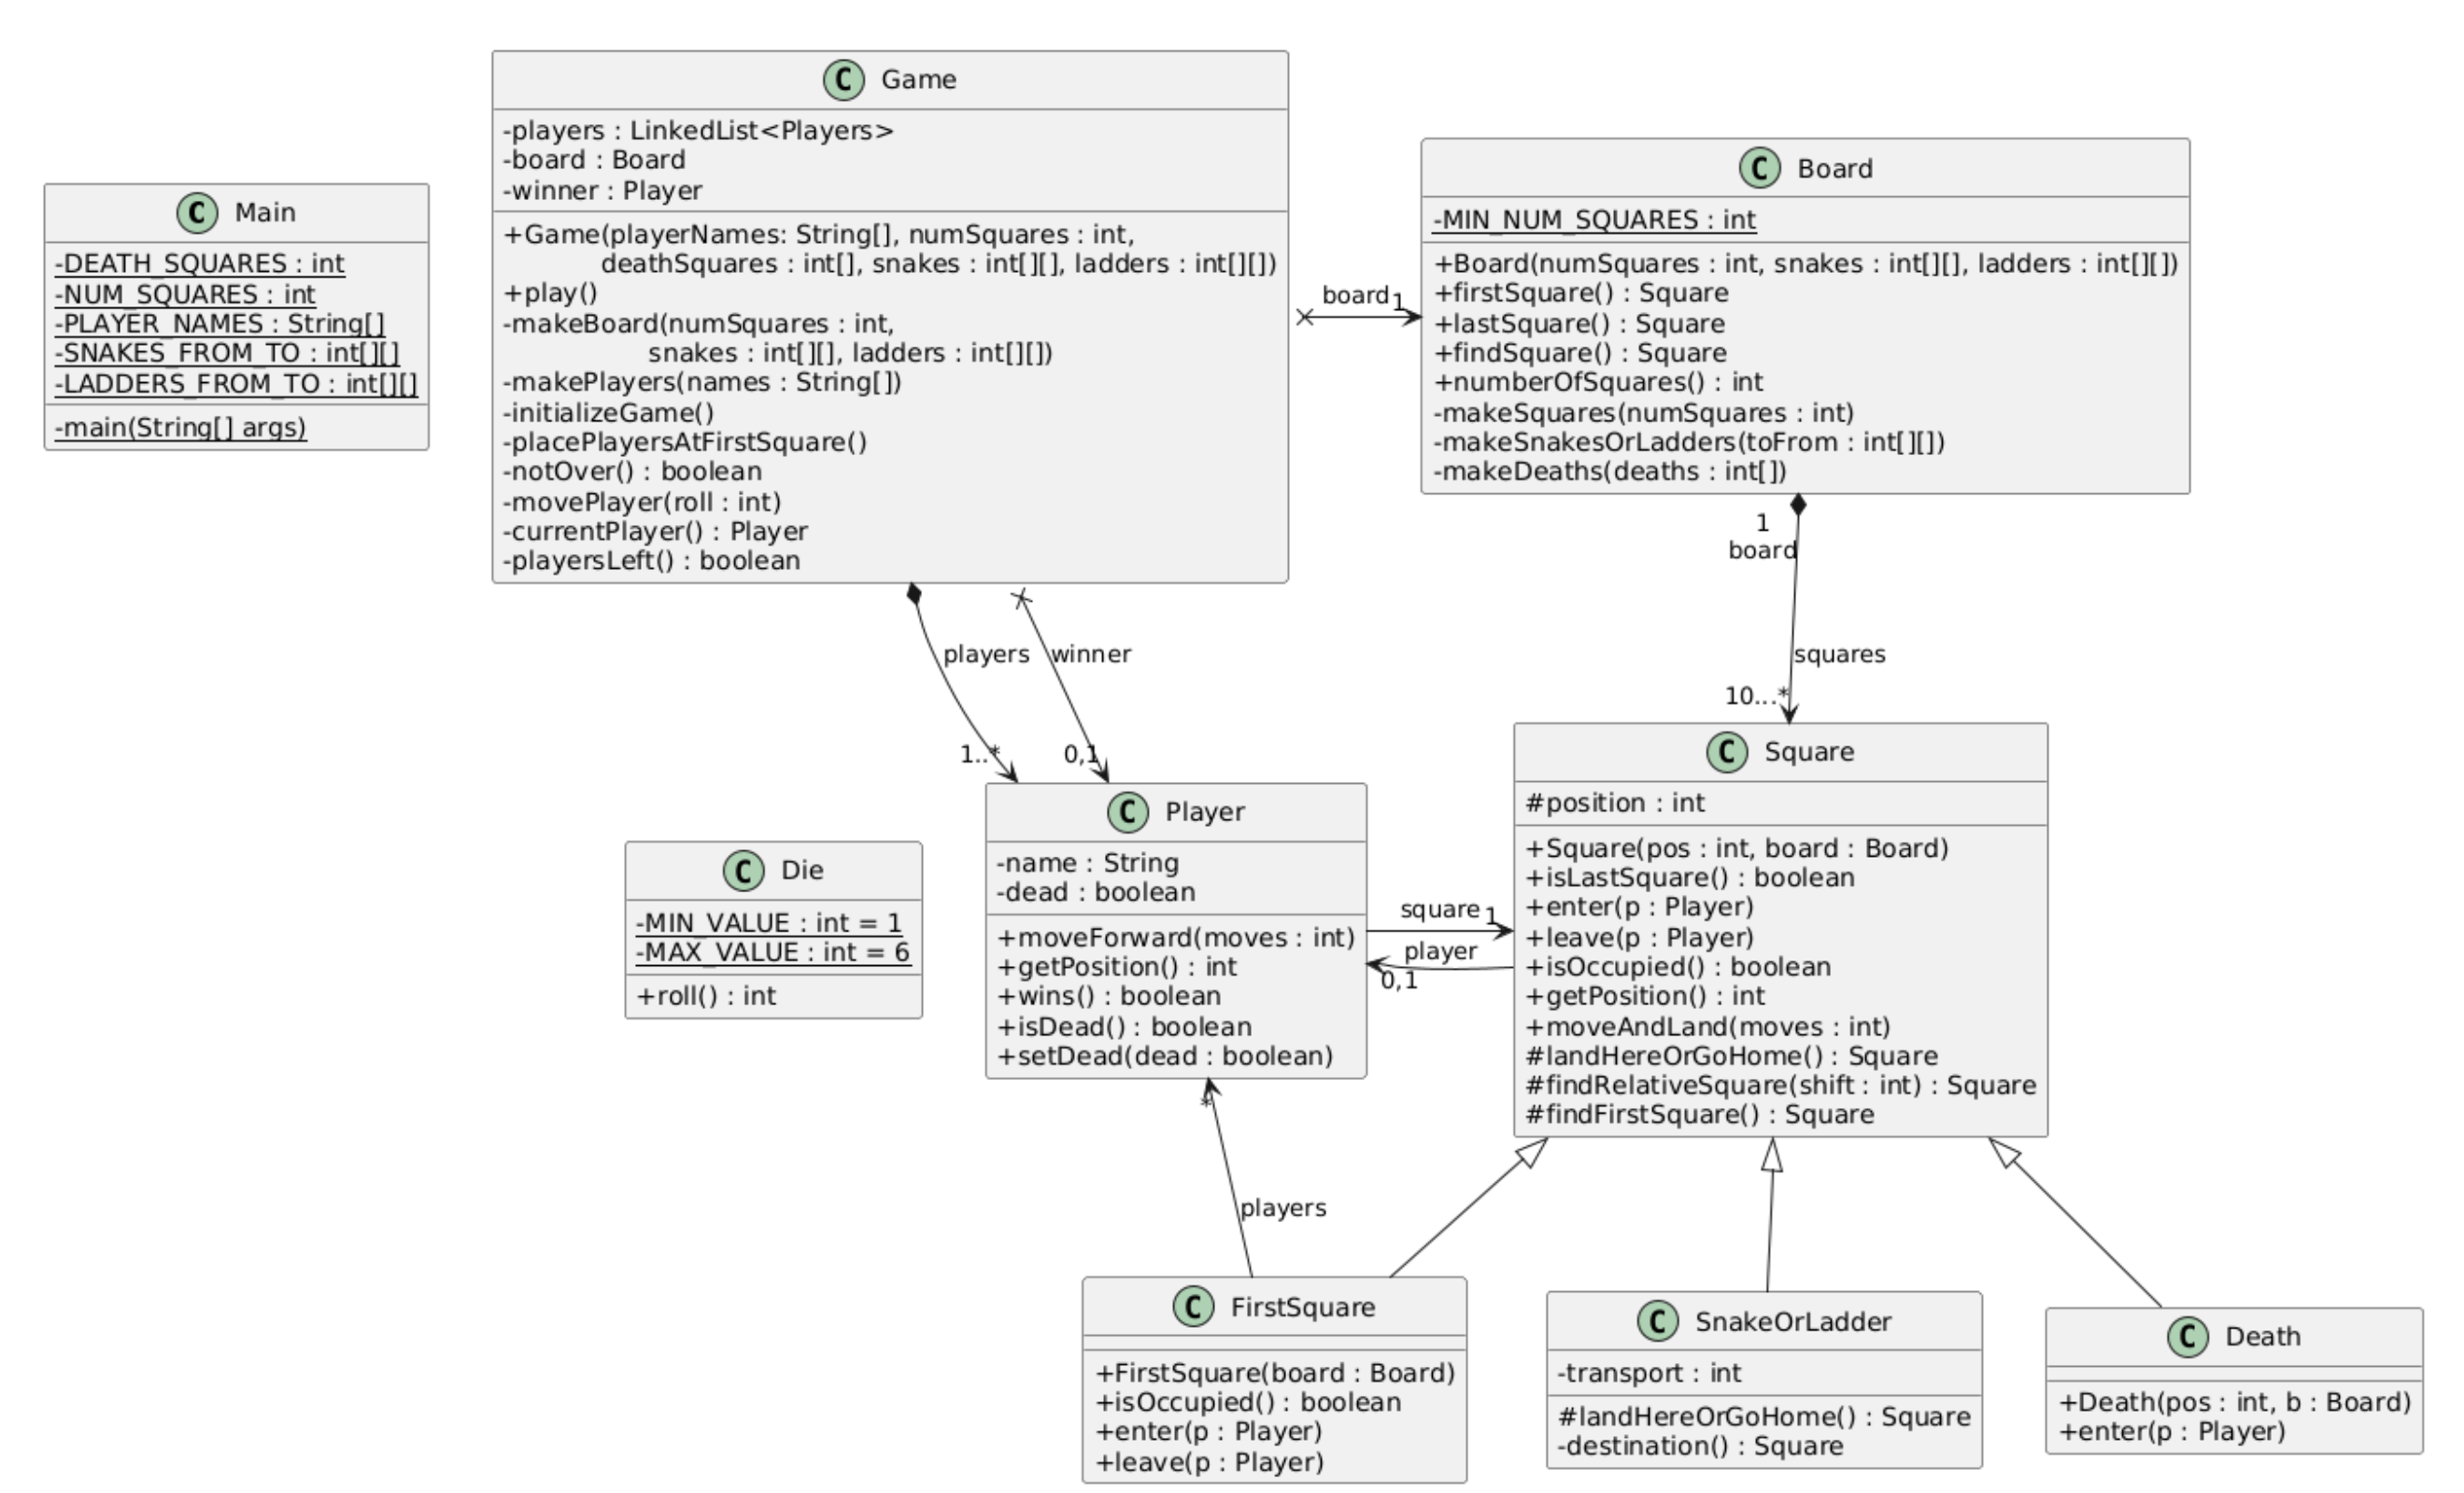 C Game
-players : LinkedList<Players>
-board : Board
-winner : Player
+Game(playerNames: String[], numSquares : int,
deathSquares : int[], snakes : int[][], ladders : int[][])
+play()
-makeBoard(numSquares : int,
snakes : int[][], ladders : int[][])
-makePlayers(names : String[])
-initializeGame()
-placePlayersAtFirstSquare()
-notOver() : boolean
-movePlayer(roll : int)
-currentPlayer() : Player
-playersLeft() : boolean
C Main
-DEATH_SQUARES : int
-NUM_SQUARES : int
-PLAYER_NAMES : String[]
-SNAKES_FROM_TO : int[][]
-LADDERS_FROM_TO : int[][]
-main(String[] args)
board 1
C Board
-MIN_NUM_SQUARES : int
+Board(numSquares : int, snakes : int[][], ladders : int[][])
+firstSquare() : Square
+lastSquare() : Square
+findSquare() : Square
+numberOfSquares() : int
-makeSquares(numSquares : int)
-makeSnakesOrLadders(toFrom : int[][])
-makeDeaths(deaths : int[])
1
board
players
winner
squares
1..*
0,1
10...*
C Die
-MIN_VALUE : int = 1
-MAX_VALUE : int = 6
+roll() : int
C Player
-name : String
-dead : boolean
+moveForward(moves : int)
+getPosition() : int
+wins() : boolean
+isDead() : boolean
+setDead(dead : boolean)
square 1
player
0,1
C Square
#position : int
+Square(pos : int, board : Board)
+isLastSquare() : boolean
+enter(p : Player)
+leave(p : Player)
+isOccupied() : boolean
+getPosition() : int
+moveAndLand(moves : int)
#landHereOrGoHome() : Square
#findRelativeSquare(shift : int) : Square
#findFirstSquare() : Square
*
players
C FirstSquare
+FirstSquare(board : Board)
+isOccupied() : boolean
+enter(p : Player)
+leave(p : Player)
C SnakeOrLadder
-transport : int
#landHereOrGoHome() : Square
-destination() : Square
C Death
+Death(pos : int, b : Board)
+enter(p : Player)